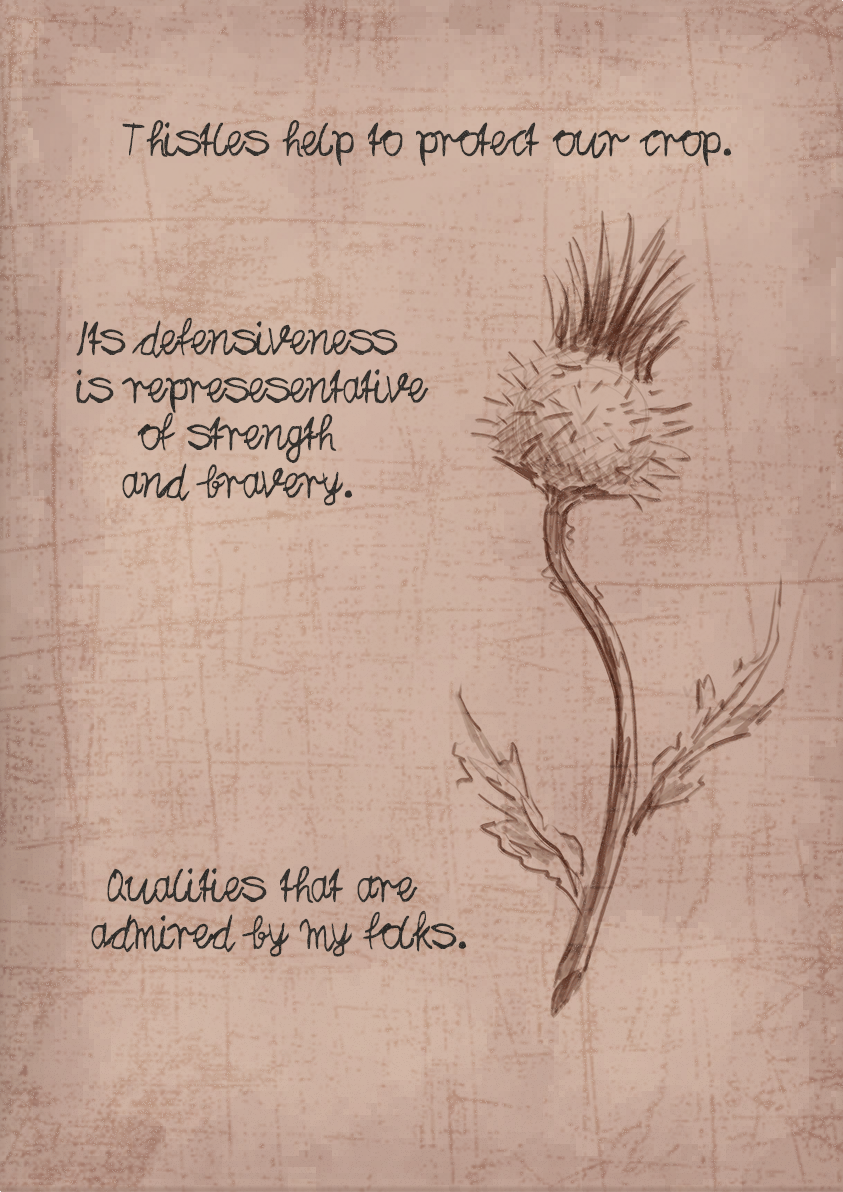 Thistles help to protect our crop.
Its defensiveness
is represesentative
of strength
and bravery.
Qualities that are
admired by my folks.